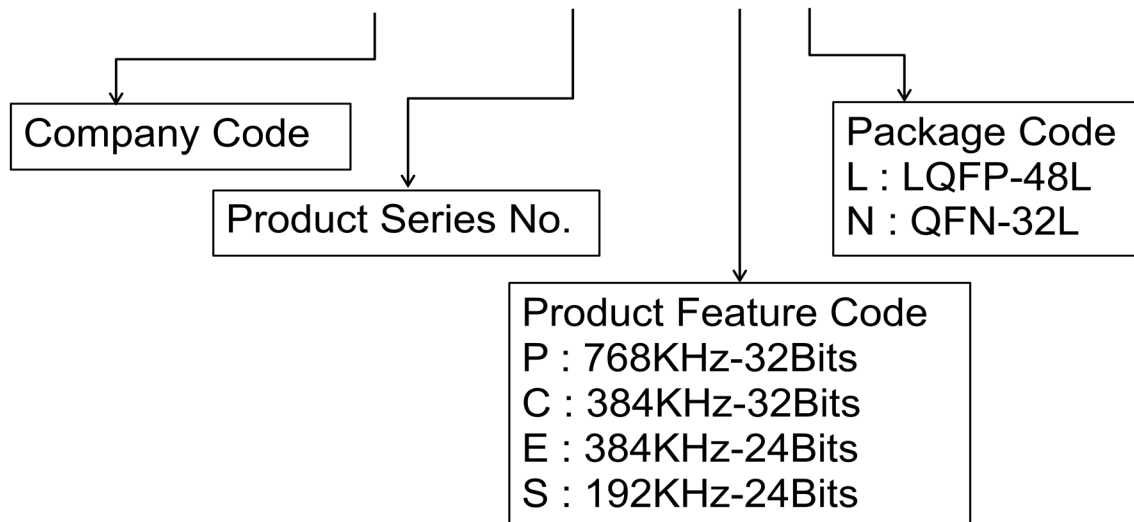 Company Code
Product Series No.
Package Code
L : LQFP-48L
N : QFN-32L
Product Feature Code
P : 768KHz-32Bits
C : 384KHz-32Bits
E : 384KHz-24Bits
S : 192KHz-24Bits